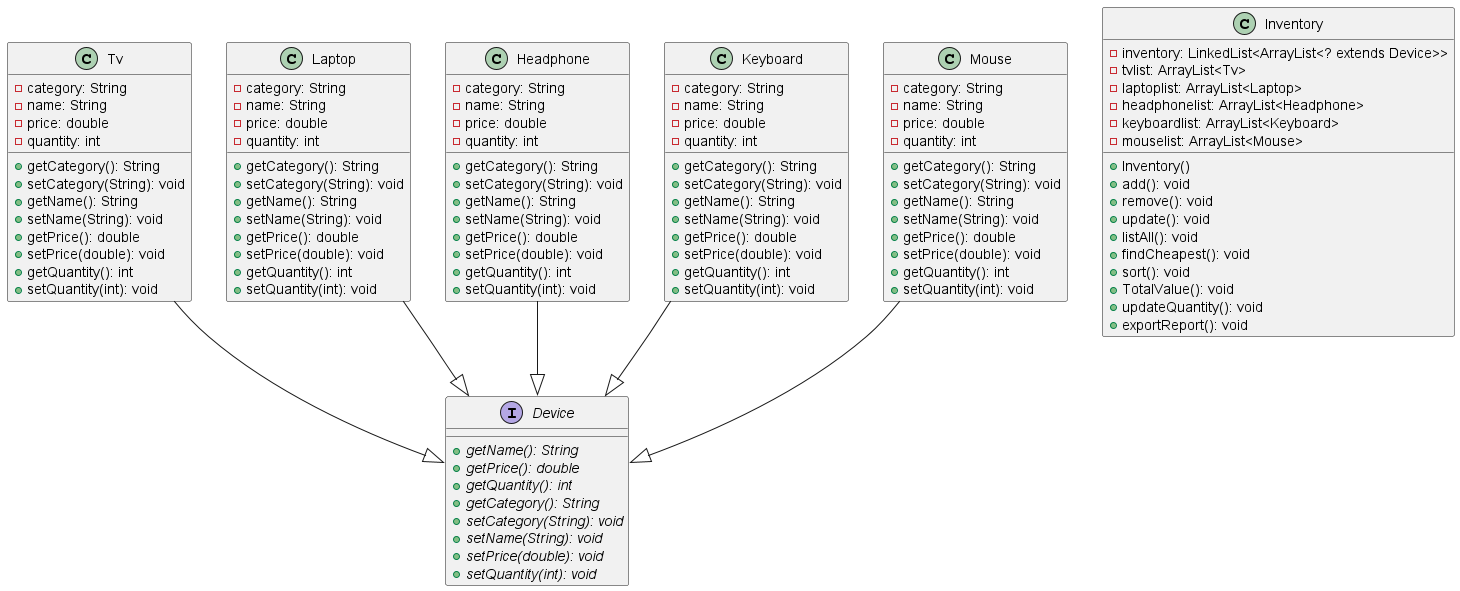 C Tv
category: String
name: String
price: double
quantity: int
getCategory(): String
setCategory(String): void
getName(): String
setName(String): void
getPrice(): double
setPrice(double): void
getQuantity(): int
setQuantity(int): void
C Laptop
category: String
name: String
price: double
quantity: int
getCategory(): String
setCategory(String): void
getName(): String
setName(String): void
getPrice(): double
setPrice(double): void
getQuantity(): int
setQuantity(int): void
C Headphone
category: String
name: String
price: double
quantity: int
getCategory(): String
setCategory(String): void
getName(): String
setName(String): void
getPrice(): double
setPrice(double): void
getQuantity(): int
setQuantity(int): void
C Keyboard
category: String
name: String
price: double
quantity: int
getCategory(): String
setCategory(String): void
getName(): String
setName(String): void
getPrice(): double
setPrice(double): void
getQuantity(): int
setQuantity(int): void
C Mouse
category: String
name: String
price: double
quantity: int
getCategory(): String
setCategory(String): void
getName(): String
setName(String): void
getPrice(): double
setPrice(double): void
getQuantity(): int
setQuantity(int): void
C Inventory
inventory: LinkedList<ArrayList<? extends Device>>
tvlist: ArrayList<Tv>
laptoplist: ArrayList<Laptop>
headphonelist: ArrayList<Headphone>
keyboardlist: ArrayList<Keyboard>
mouselist: ArrayList<Mouse>
Inventory()
add(): void
remove(): void
update(): void
listAll(): void
findCheapest(): void
sort(): void
TotalValue(): void
updateQuantity(): void
exportReport(): void
I Device
getName(): String
getPrice(): double
getQuantity(): int
getCategory(): String
setCategory(String): void
setName(String): void
setPrice(double): void
setQuantity(int): void